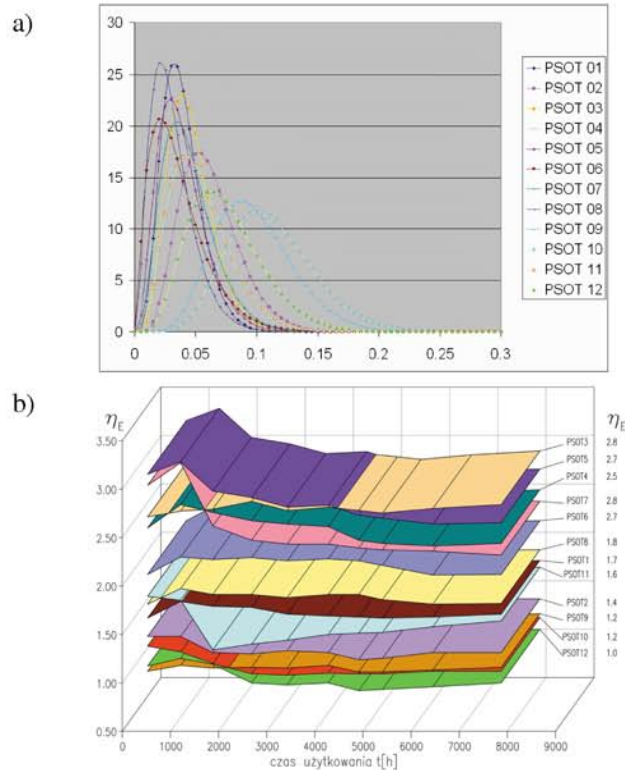 a)
30
25
20
15
10
5
0
0 0.05 0.1 0.15 0.2 0.25 0.3
PSOT 01
PSOT 02
PSOT 03
PSOT 04
PSOT 05
PSOT 06
PSOT 07
PSOT 08
PSOT 09
PSOT 10
PSOT 11
PSOT 12
b)
ηE ηE
3.50
3.00
2.50
2.00
1.50
1.00
0.50
PSOT3 2.8
PSOT5 2.7
PSOT4 2.5
PSOT7 2.8
PSOT6 2.7
PSOT8 1.8
PSOT1 1.7
PSOT11 1.6
PSOT2 1.4
PSOT9 1.2
PSOT10 1.2
PSOT12 1.0
0 1000 2000 3000 4000 5000 6000 7000 8000 9000
czas użytkowania t[h]